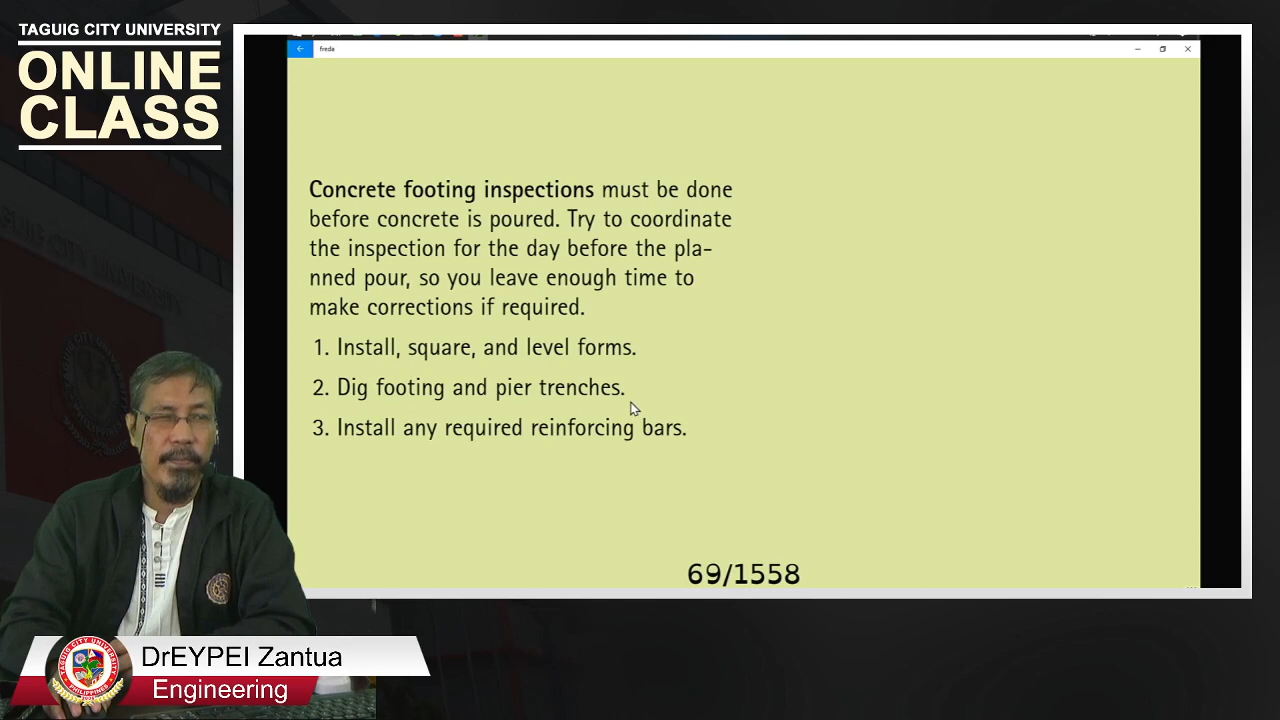 TAGUIG CITY UNIVERSITY
ONLINE
CLASS
freda
Concrete footing inspections must be done
before concrete is poured. Try to coordinate
the inspection for the day before the pla-
nned pour, so you leave enough time to
make corrections if required.
1. Install, square, and level forms.
2. Dig footing and pier trenches.
3. Install any required reinforcing bars.
69/1558
DrEYPEI Zantua
Engineering